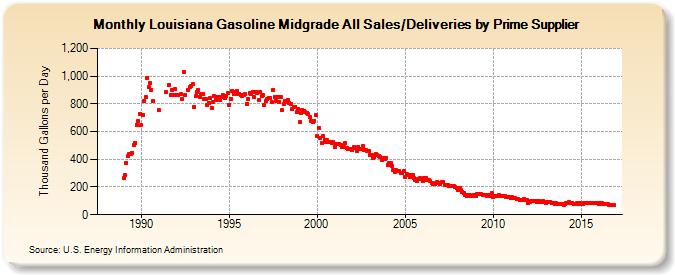 Monthly Louisiana Gasoline Midgrade All Sales/Deliveries by Prime Supplier
Thousand Gallons per Day
1,200
1,000
800
600
400
200
0
1990 1995 2000 2005 2010 2015
Source: U.S. Energy Information Administration